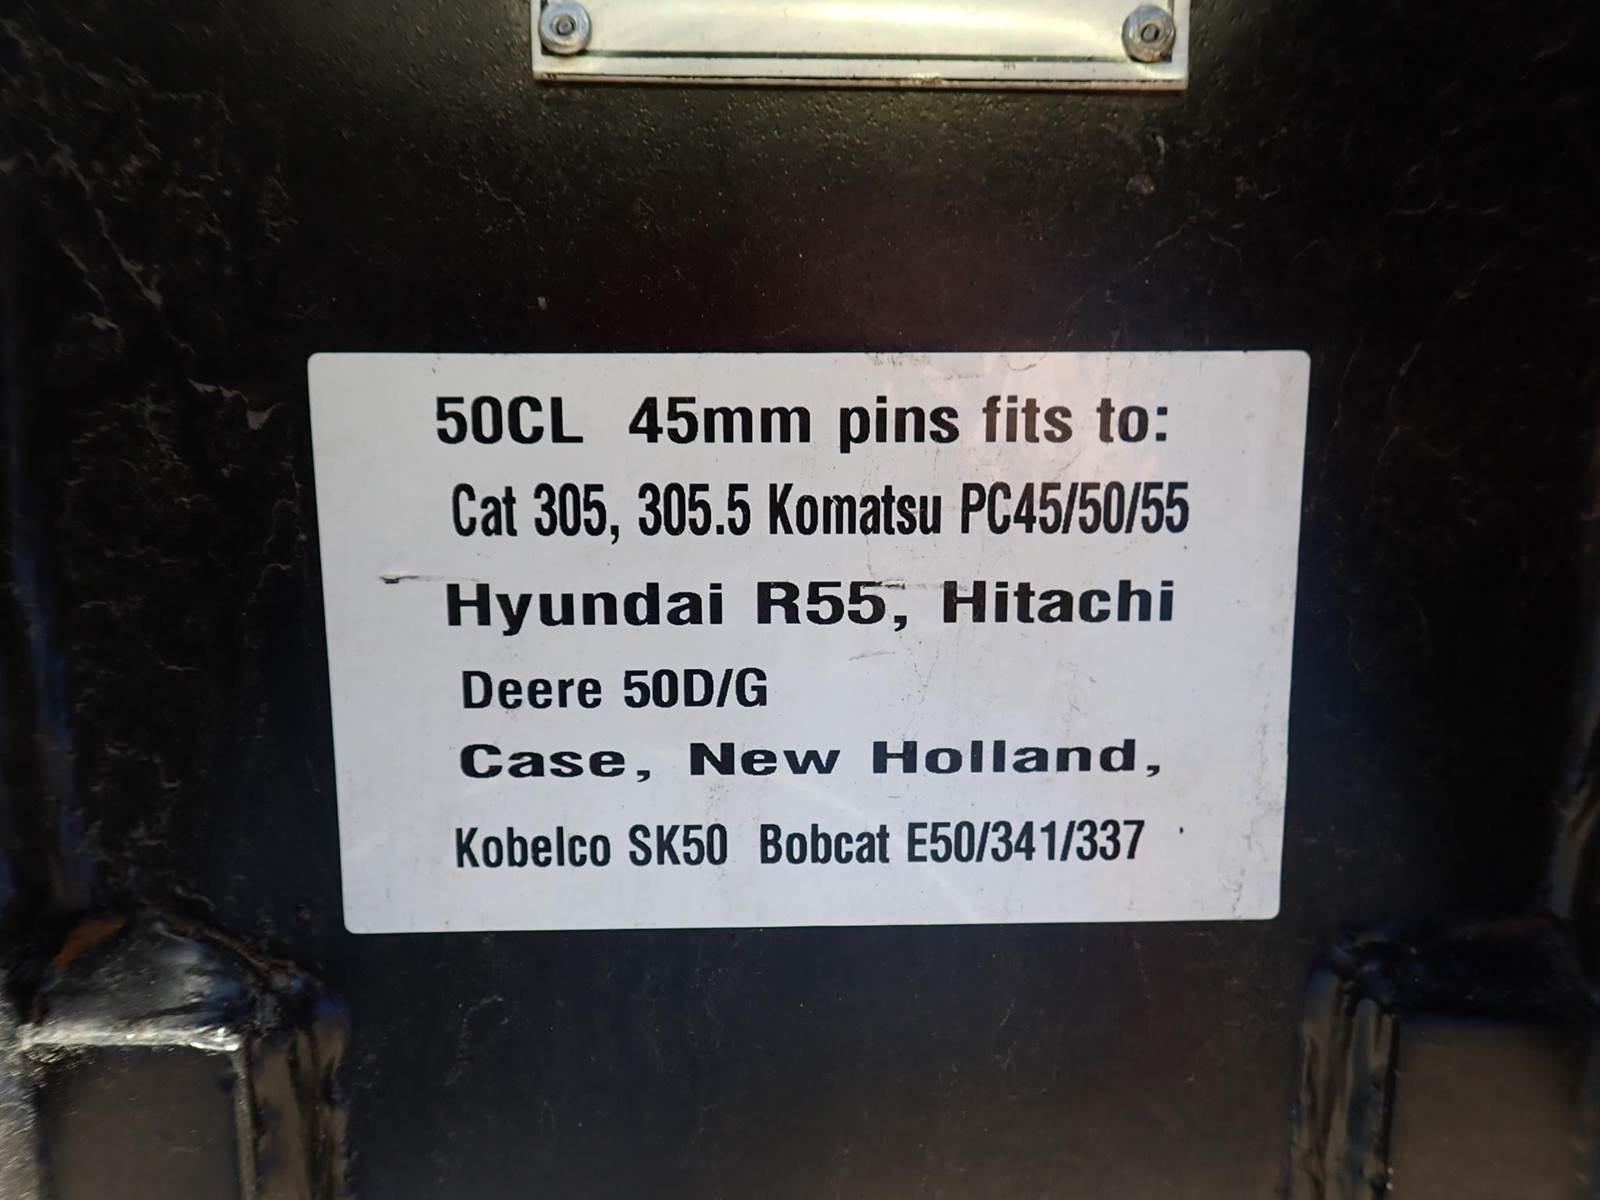 50CL 45mm pins fits to:
Cat 305, 305.5 Komatsu PC45/50/55
Hyundai R55, Hitachi
Deere 50D/G
Case, New Holland,
Kobelco SK50 Bobcat E50/341/337